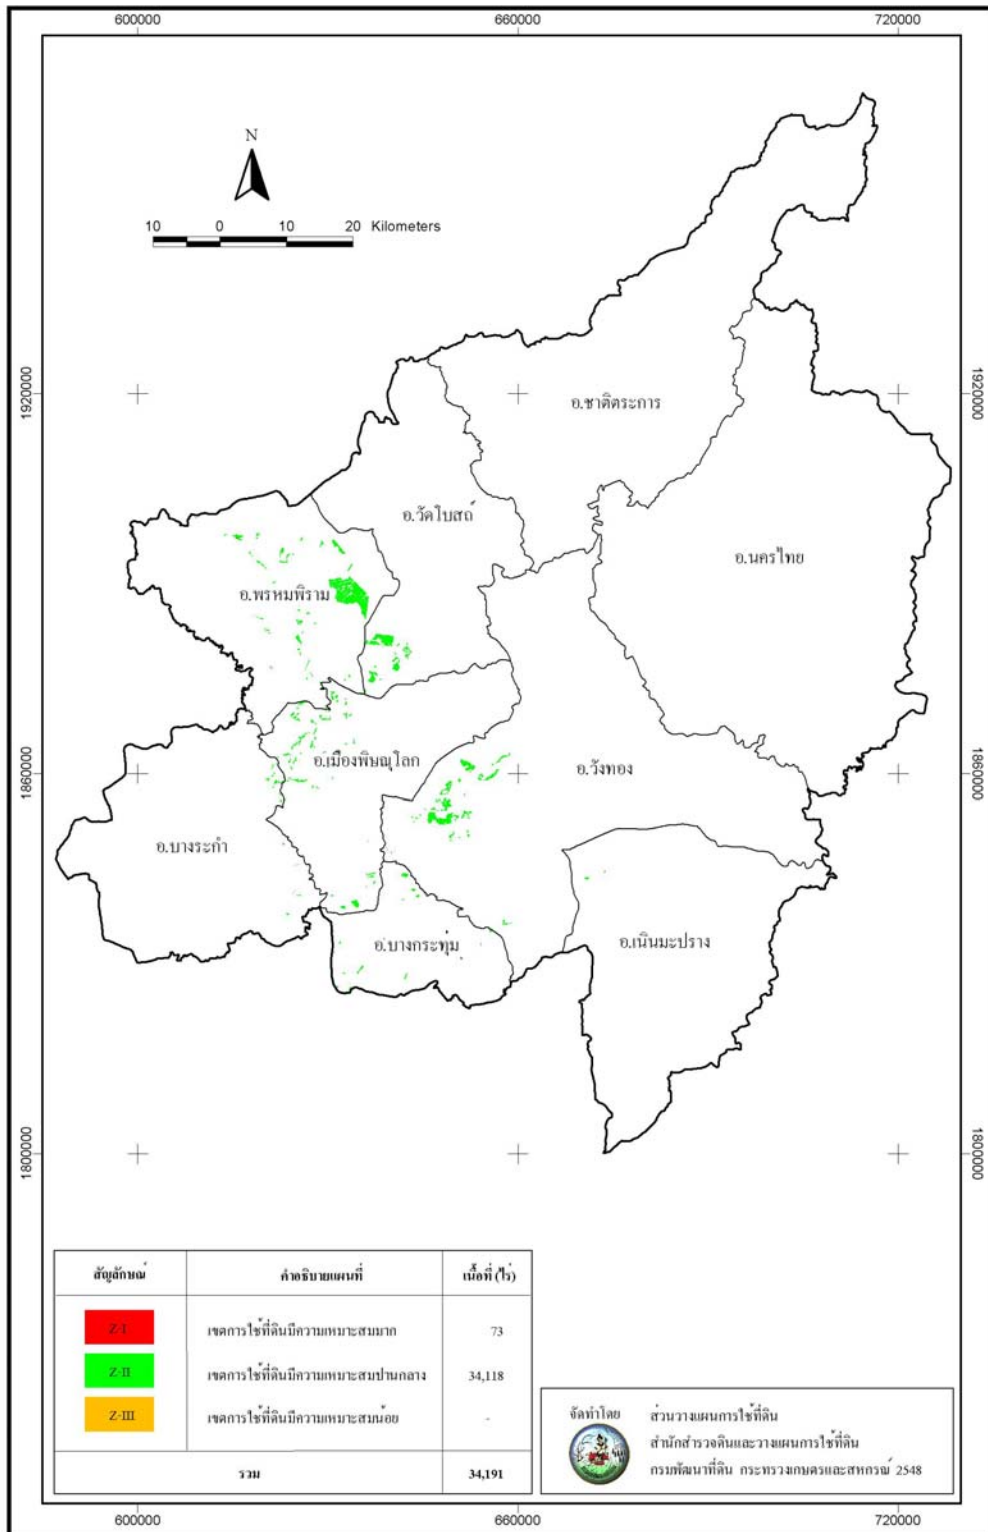 600000 660000 720000
N
10 0 10 20 Kilometers
1920000 1920000
อ.ชาติตระการ
อ.วัดโบสถ์
อ.นครไทย
อ.พรหมพิราม
อ.เมืองพิษณุโลก
อ.วังทอง
1860000 1860000
อ.บางระกำ
อ.บางกระทุ่ม
อ.เนินมะปราง
1800000 1800000
สัญลักษณ์ คำอธิบายแผนที่ เนื้อที่ (ไร่)
Z-I เขตการใช้ที่ดินมีความเหมาะสมมาก 73
Z-II เขตการใช้ที่ดินมีความเหมาะสมปานกลาง 34,118
Z-III เขตการใช้ที่ดินมีความเหมาะสมน้อย -
รวม 34,191
จัดทำโดย ส่วนวางแผนการใช้ที่ดิน
สำนักสำรวจดินและวางแผนการใช้ที่ดิน
กรมพัฒนาที่ดิน กระทรวงเกษตรและสหกรณ์ 2548
600000 660000 720000